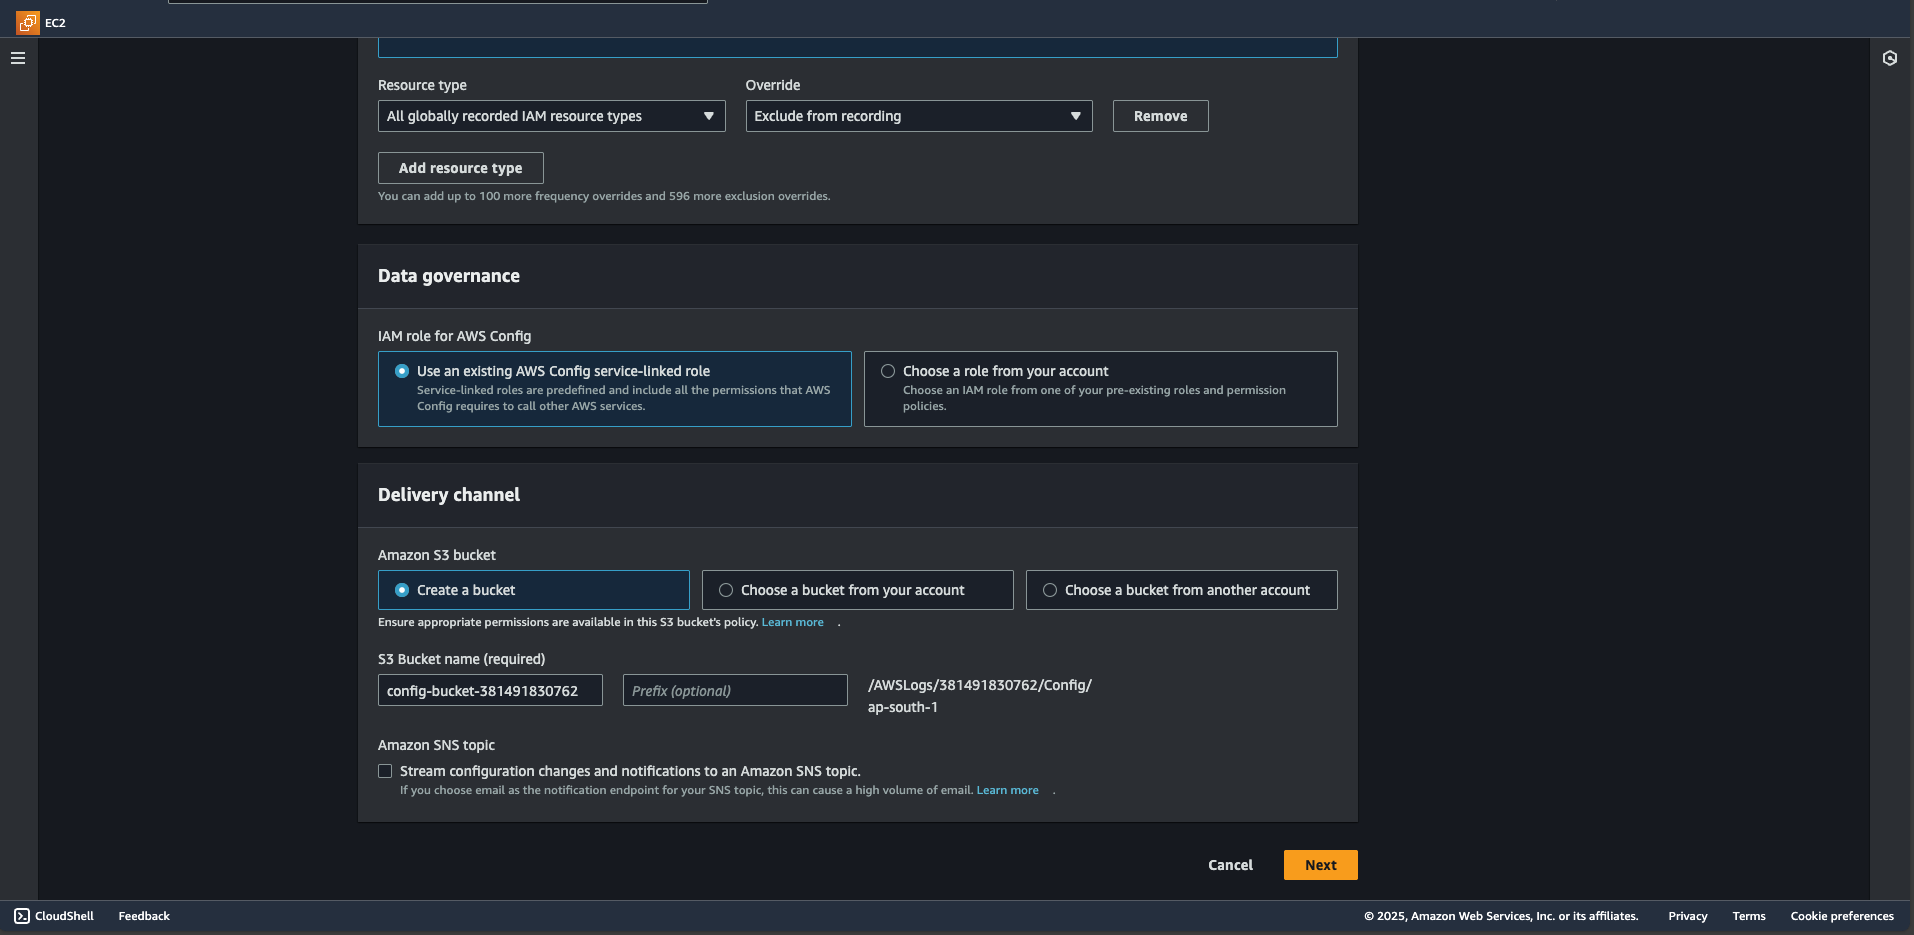 EC2
Resource type
Override
All globally recorded IAM resource types
Exclude from recording
Remove
Add resource type
You can add up to 100 more frequency overrides and 596 more exclusion overrides.
Data governance
IAM role for AWS Config
Use an existing AWS Config service-linked role
Service-linked roles are predefined and include all the permissions that AWS
Config requires to call other AWS services.
Choose a role from your account
Choose an IAM role from one of your pre-existing roles and permission
policies.
Delivery channel
Amazon S3 bucket
Create a bucket
Choose a bucket from your account
Choose a bucket from another account
Ensure appropriate permissions are available in this S3 bucket's policy. Learn more .
S3 Bucket name (required)
config-bucket-381491830762
Prefix (optional)
/AWSLogs/381491830762/Config/
ap-south-1
Amazon SNS topic
Stream configuration changes and notifications to an Amazon SNS topic.
If you choose email as the notification endpoint for your SNS topic, this can cause a high volume of email. Learn more .
Cancel
Next
CloudShell
Feedback
© 2025, Amazon Web Services, Inc. or its affiliates.
Privacy
Terms
Cookie preferences